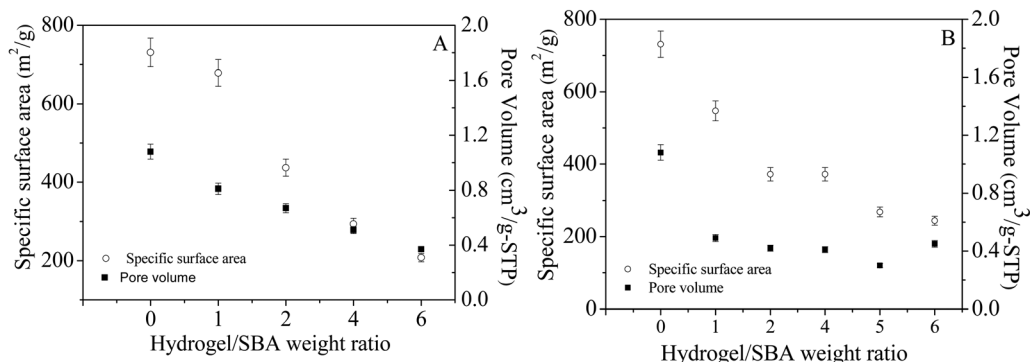 A
Specific surface area (m²/g)
800
600
400
200
2.0
1.6
1.2
0.8
0.4
0.0
Pore Volume (cm³/g-STP)
Specific surface area
Pore volume
0 1 2 4 6
Hydrogel/SBA weight ratio
B
Specific surface area (m²/g)
800
600
400
200
0
2.0
1.6
1.2
0.8
0.4
0.0
Pore Volume (cm³/g-STP)
Specific surface area
Pore volume
0 1 2 4 5 6
Hydrogel/SBA weight ratio